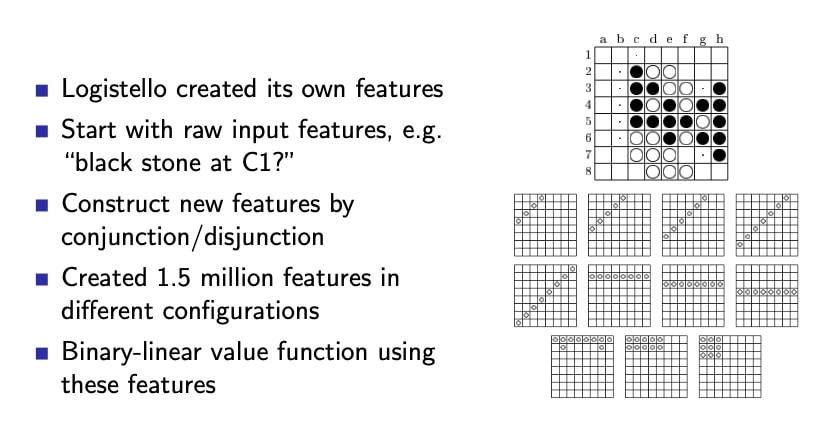 Logistello created its own features
Start with raw input features, e.g.
“black stone at C1?”
Construct new features by
conjunction/disjunction
Created 1.5 million features in
different configurations
Binary-linear value function using
these features
a b c d e f g h
1
2
3
4
5
6
7
8